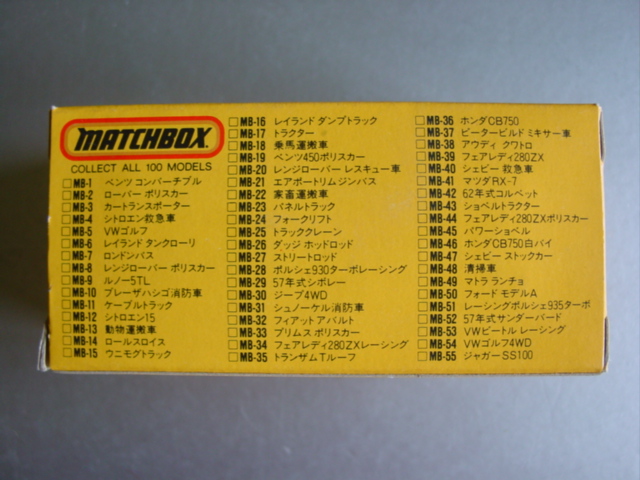 MATCHBOX
COLLECT ALL 100 MODELS
□MB-1 ベンツ コンバーチブル
□MB-2 ローバー ポリスカー
□MB-3 カートランスポーター
□MB-4 シトロエン救急車
□MB-5 VWゴルフ
□MB-6 レイランド タンクローリ
□MB-7 ロンドンバス
□MB-8 レンジローバー ポリスカー
□MB-9 ルノー5TL
□MB-10 ブレーザハシゴ消防車
□MB-11 ケーブルトラック
□MB-12 シトロエン15
□MB-13 動物運搬車
□MB-14 ロールスロイス
□MB-15 ウニモグトラック
□MB-16 レイランド ダンプトラック
□MB-17 トラクター
□MB-18 乗馬運搬車
□MB-19 ベンツ450ポリスカー
□MB-20 レンジローバー レスキュー車
□MB-21 エアポートリムジンバス
□MB-22 家畜運搬車
□MB-23 パネルトラック
□MB-24 フォークリフト
□MB-25 トラッククレーン
□MB-26 ダッジ ホッドロッド
□MB-27 ストリートロッド
□MB-28 ポルシェ930ターボレーシング
□MB-29 57年式シボレー
□MB-30 ジープ4WD
□MB-31 シュノーケル消防車
□MB-32 フィアット アバルト
□MB-33 プリムス ポリスカー
□MB-34 フェアレディ280ZXレーシング
□MB-35 トランザムTルーフ
□MB-36 ホンダCB750
□MB-37 ピータービルドミキサー車
□MB-38 アウディ クワトロ
□MB-39 フェアレディ280ZX
□MB-40 シェビー 救急車
□MB-41 マツダRX-7
□MB-42 62年式コルベット
□MB-43 ショベルトラクター
□MB-44 フェアレディ280ZXポリスカー
□MB-45 パワーショベル
□MB-46 ホンダCB750白バイ
□MB-47 シェビー ストックカー
□MB-48 清掃車
□MB-49 マトラ ランチョ
□MB-50 フォード モデルA
□MB-51 レーシングポルシェ935ターボ
□MB-52 57年式サンダーバード
□MB-53 VWビートル レーシング
□MB-54 VWゴルフ4WD
□MB-55 ジャガーSS100